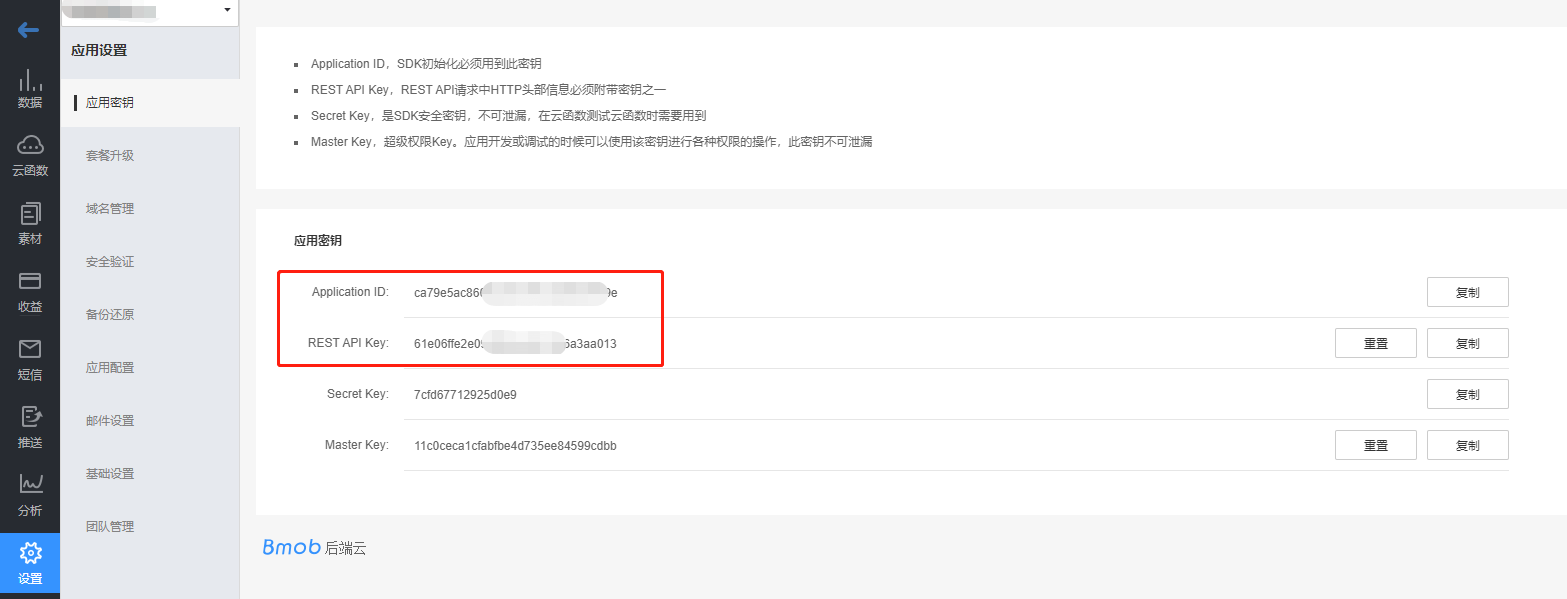 应用设置
应用密钥
套餐升级
域名管理
安全验证
备份还原
应用配置
邮件设置
基础设置
团队管理
数据
云函数
素材
收益
短信
推送
分析
设置
Application ID，SDK初始化必须用到此密钥
REST API Key，REST API请求中HTTP头部信息必须附带密钥之一
Secret Key，是SDK安全密钥，不可泄漏，在云函数测试云函数时需要用到
Master Key，超级权限Key。应用开发或调试的时候可以使用该密钥进行各种权限的操作，此密钥不可泄漏
应用密钥
Application ID: ca79e5ac86 e 复制
REST API Key: 61e06ffe2e0 a3aa013 重置 复制
Secret Key: 7cfd67712925d0e9 复制
Master Key: 11c0ceca1cfabfbe4d735ee84599cdbb 重置 复制
Bmob 后端云